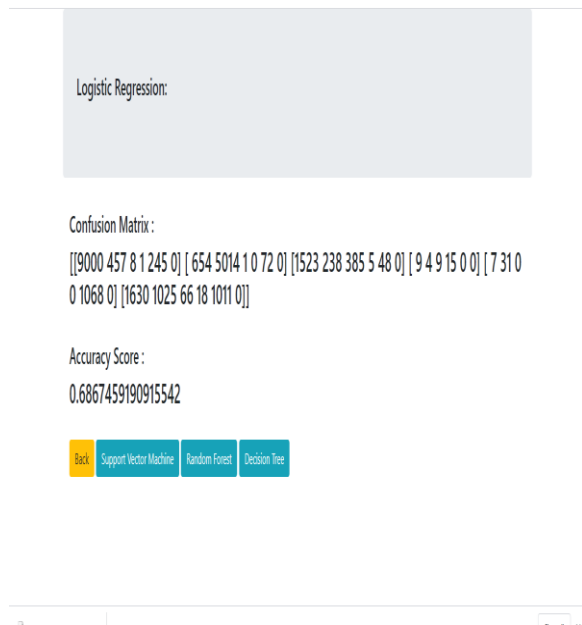 Logistic Regression:
Confusion Matrix :
[[9000 457 8 1 245 0] [ 654 5014 1 0 72 0] [1523 238 385 5 48 0] [ 9 4 9 15 0 0] [ 7 31 0
0 1068 0] [1630 1025 66 18 1011 0]]
Accuracy Score :
0.6867459190915542
Back Support Vector Machine Random Forest Decision Tree